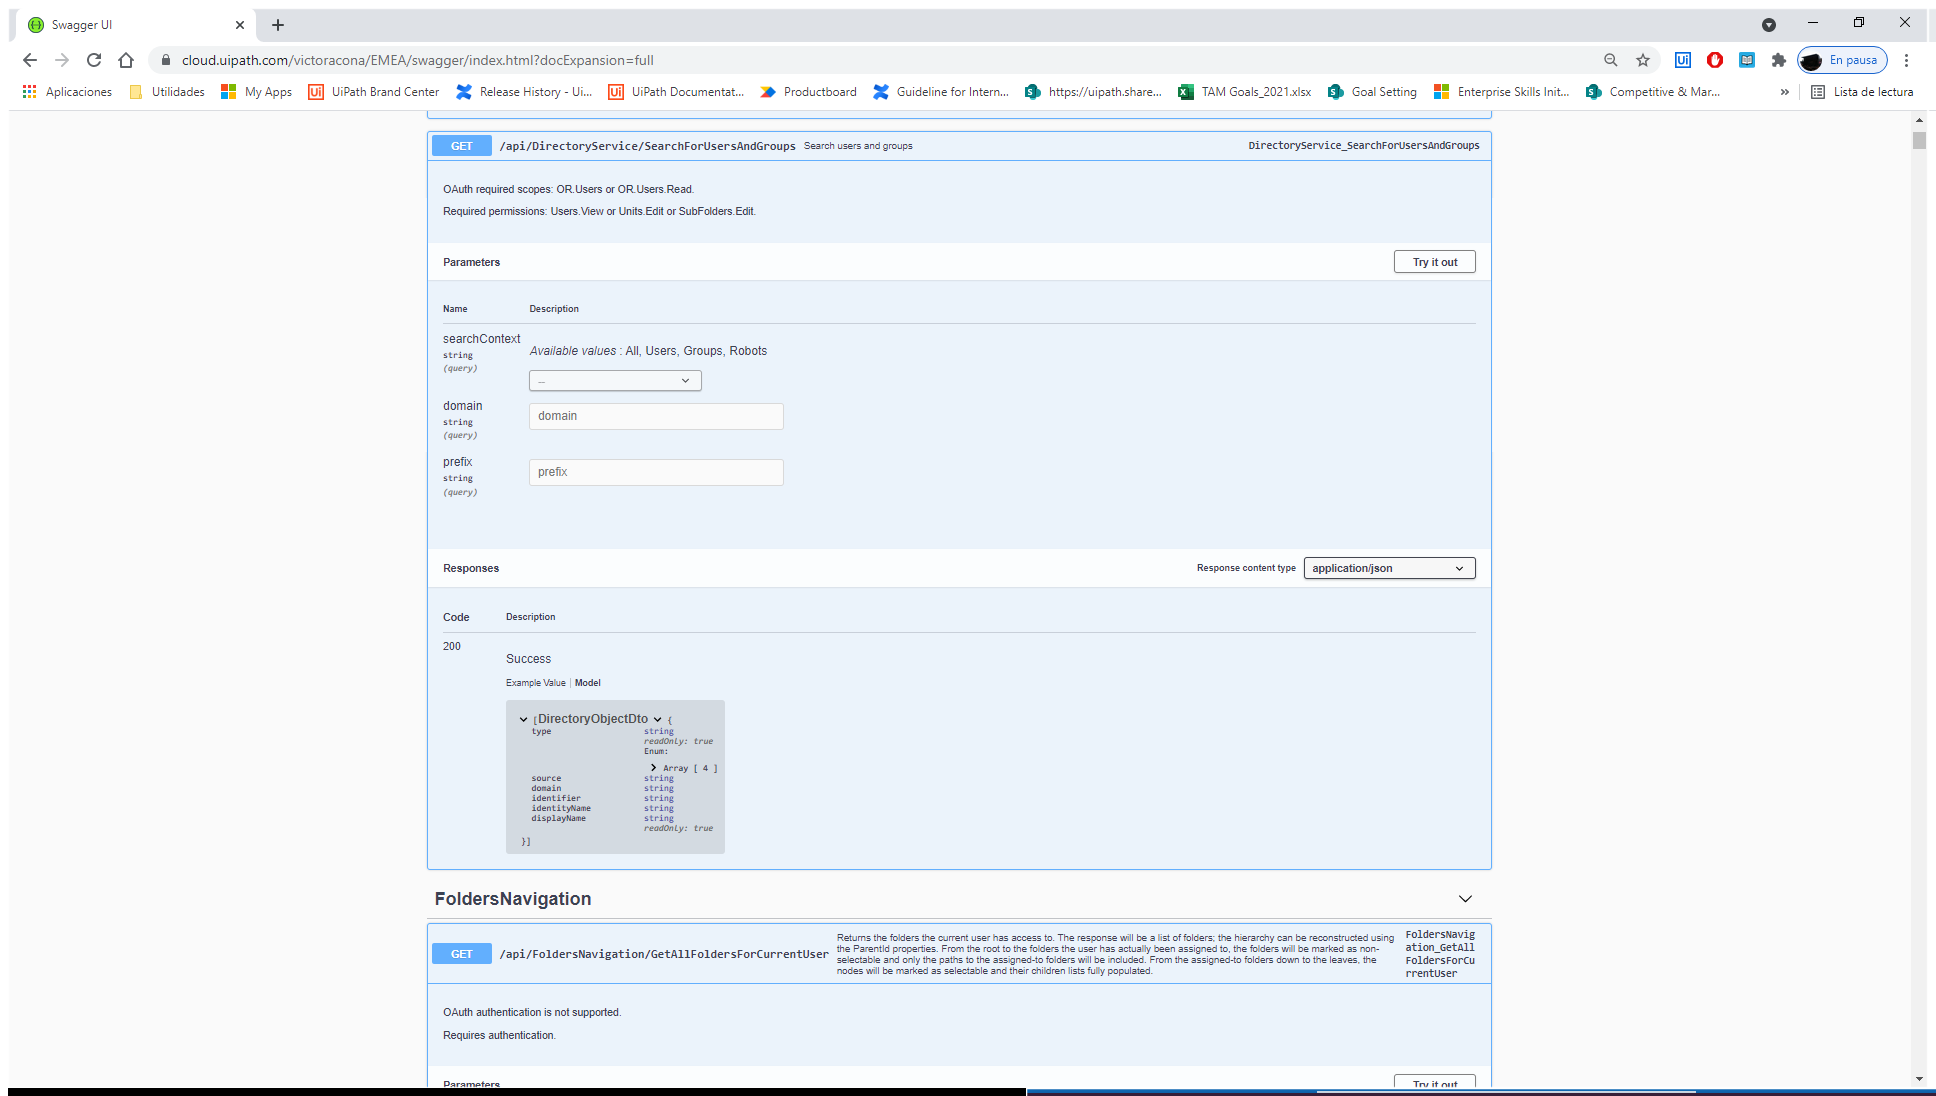 Swagger UI
cloud.uipath.com/victoracona/EMEA/swagger/index.html?docExpansion=full
En pausa
Aplicaciones
Utilidades
My Apps
UiPath Brand Center
Release History - Ui...
UiPath Documentat...
Productboard
Guideline for Intern...
https://uipath.share...
TAM Goals_2021.xlsx
Goal Setting
Enterprise Skills Init...
Competitive & Mar...
»
Lista de lectura
GET /api/DirectoryService/SearchForUsersAndGroups Search users and groups DirectoryService_SearchForUsersAndGroups
OAuth required scopes: OR.Users or OR.Users.Read.
Required permissions: Users.View or Units.Edit or SubFolders.Edit.
Parameters Try it out
Name Description
searchContext
string
(query)
Available values : All, Users, Groups, Robots
--
domain
string
(query)
domain
prefix
string
(query)
prefix
Responses Response content type application/json
Code Description
200
Success
Example Value | Model
[DirectoryObjectDto {
type string
readOnly: true
Enum:
Array [ 4 ]
source string
domain string
identifier string
identityName string
displayName string
readOnly: true
}]
FoldersNavigation
GET /api/FoldersNavigation/GetAllFoldersForCurrentUser
Returns the folders the current user has access to. The response will be a list of folders; the hierarchy can be reconstructed using
the ParentId properties. From the root to the folders the user has actually been assigned to, the folders will be marked as non-
selectable and only the paths to the assigned-to folders will be included. From the assigned-to folders down to the leaves, the
nodes will be marked as selectable and their children lists fully populated.
FoldersNavig
ation_GetAll
FoldersForCu
rrentUser
OAuth authentication is not supported.
Requires authentication.
Parameters Try it out